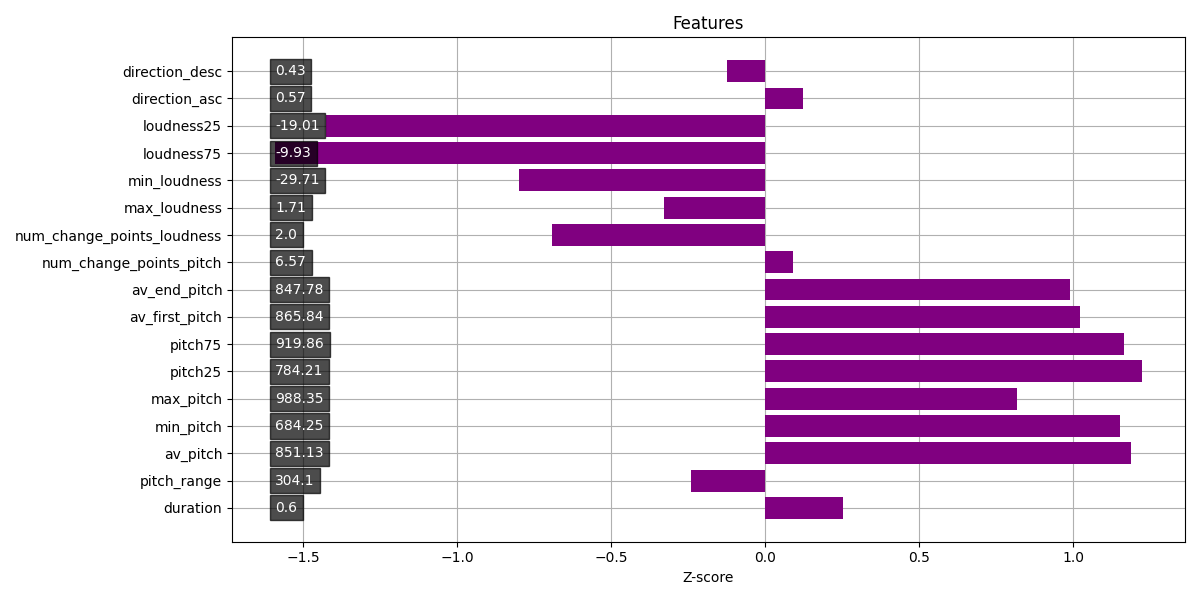 Features
direction_desc 0.43
direction_asc 0.57
loudness25 -19.01
loudness75 -9.93
min_loudness -29.71
max_loudness 1.71
num_change_points_loudness 2.0
num_change_points_pitch 6.57
av_end_pitch 847.78
av_first_pitch 865.84
pitch75 919.86
pitch25 784.21
max_pitch 988.35
min_pitch 684.25
av_pitch 851.13
pitch_range 304.1
duration 0.6
−1.5 −1.0 −0.5 0.0 0.5 1.0
Z-score